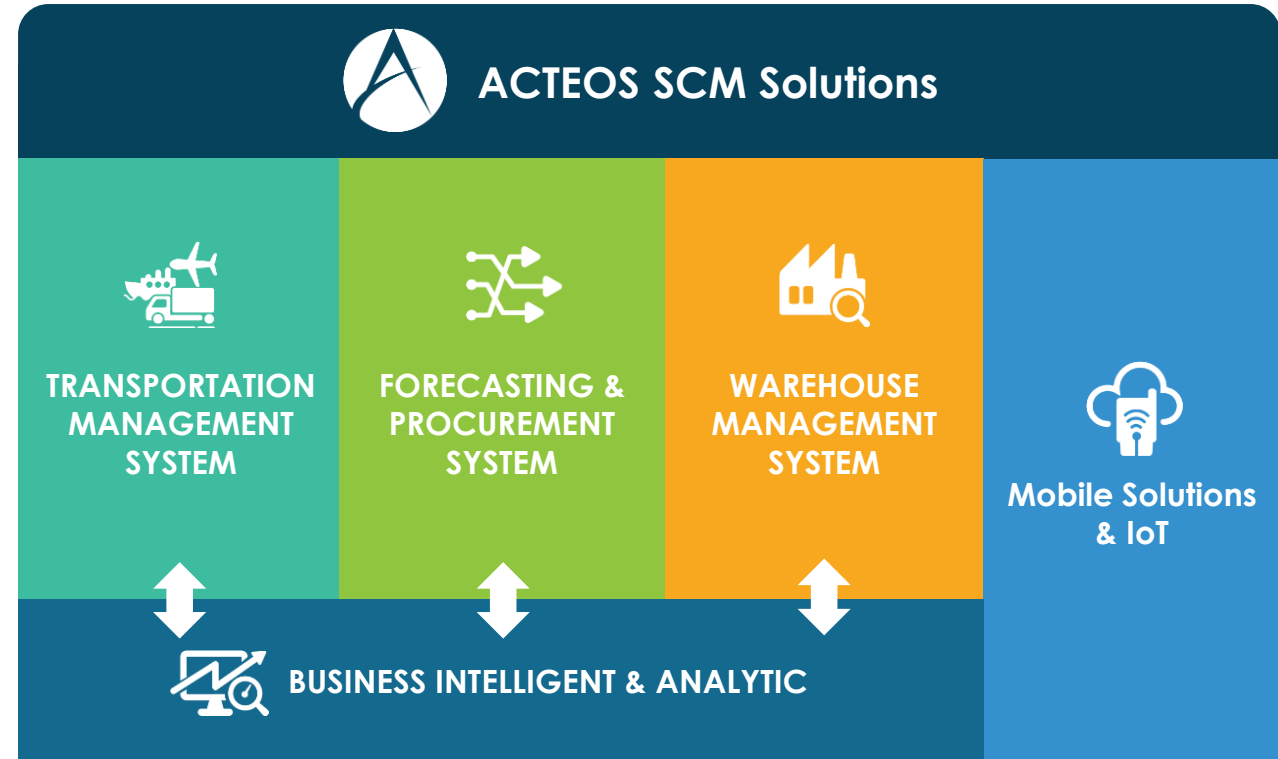 ACTEOS SCM Solutions
TRANSPORTATION
MANAGEMENT
SYSTEM
FORECASTING &
PROCUREMENT
SYSTEM
WAREHOUSE
MANAGEMENT
SYSTEM
Mobile Solutions
& IoT
BUSINESS INTELLIGENT & ANALYTIC